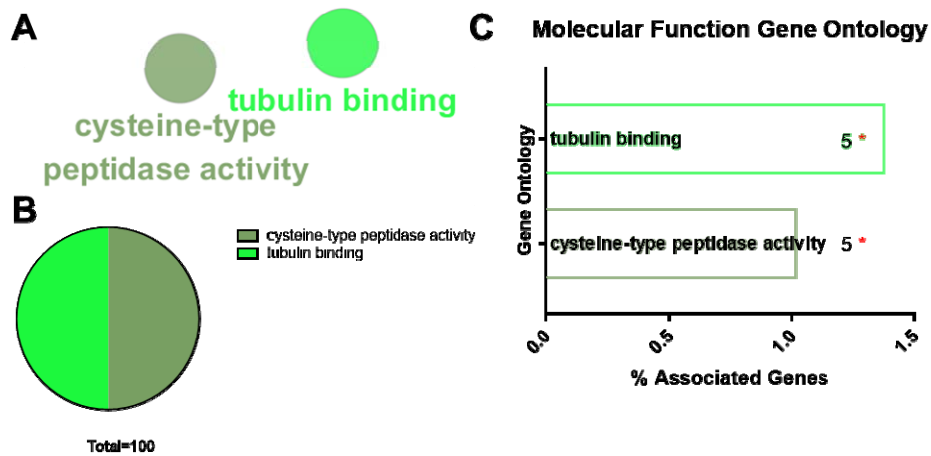 A
tubulin binding
cysteine-type
peptidase activity
B
cysteine-type peptidase activity
tubulin binding
Total=100
C
Molecular Function Gene Ontology
Gene Ontology
tubulin binding 5 *
cysteine-type peptidase activity 5 *
0.0 0.5 1.0 1.5
% Associated Genes